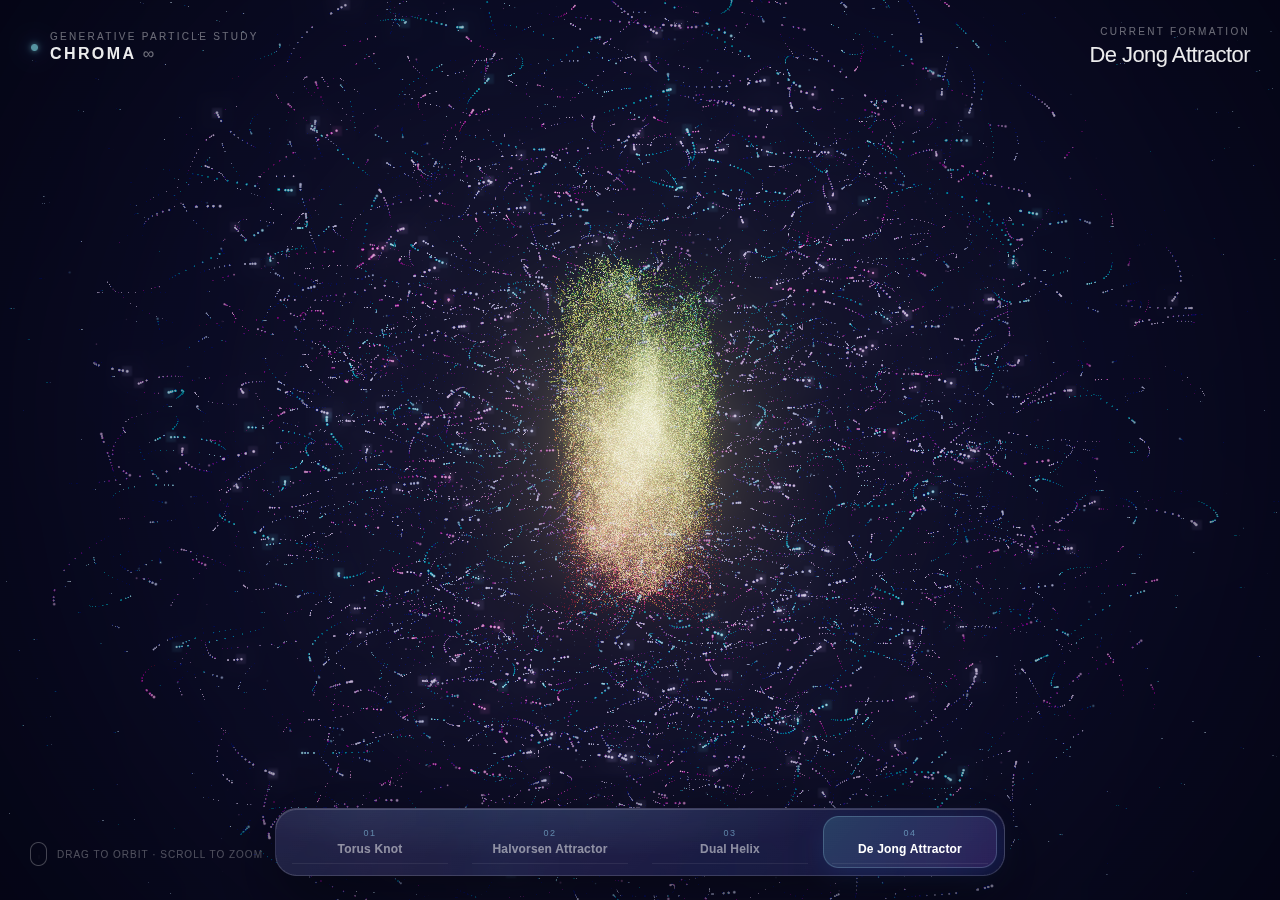 GENERATIVE PARTICLE STUDY
CHROMA ∞
CURRENT FORMATION
De Jong Attractor
DRAG TO ORBIT · SCROLL TO ZOOM
01
Torus Knot
02
Halvorsen Attractor
03
Dual Helix
04
De Jong Attractor